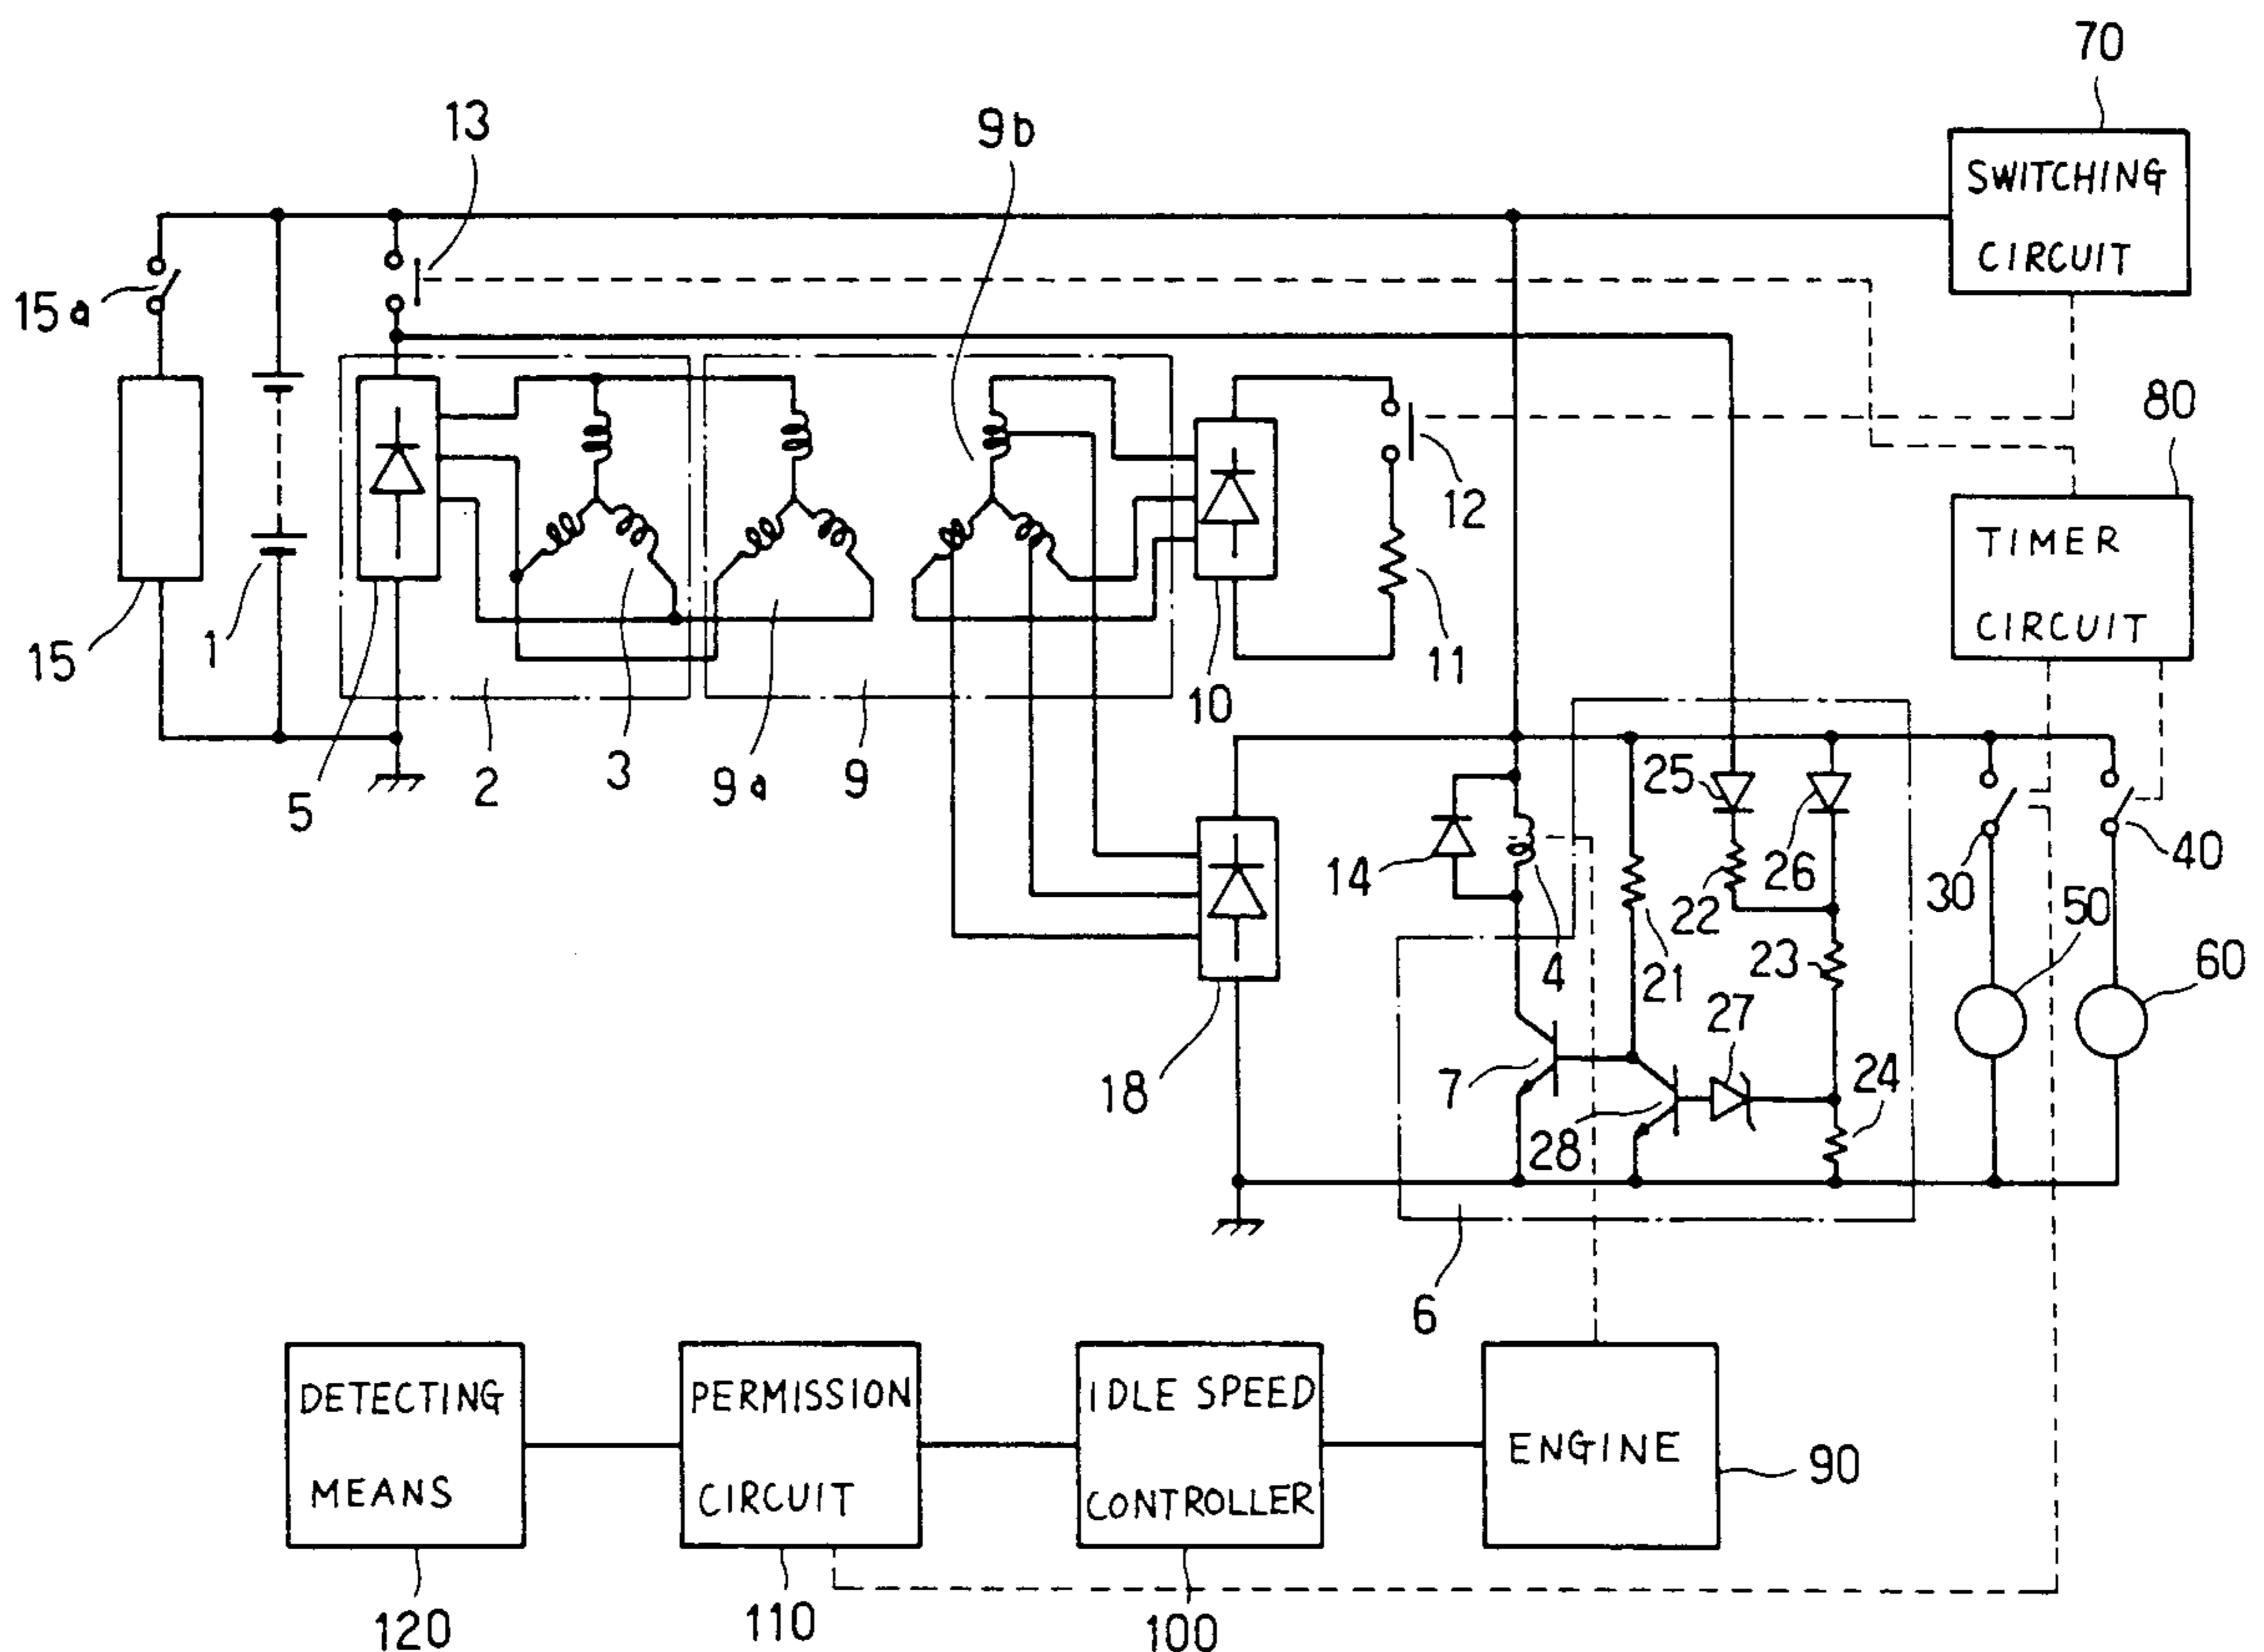 70
13
9b
SWITCHING
CIRCUIT
15a
80
12
TIMER
CIRCUIT
15
1
11
10
5
2
3
9a
9
25
14
22
26
30
40
50
4
21
23
60
27
18
7
28
24
6
DETECTING
MEANS
PERMISSION
CIRCUIT
IDLE SPEED
CONTROLLER
ENGINE
90
120
110
100